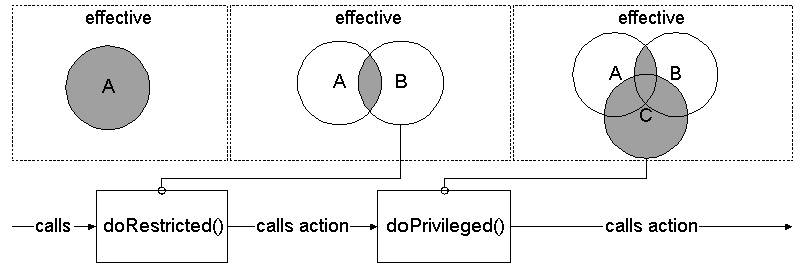 effective effective effective
A A B A B
C
calls doRestricted() calls action doPrivileged() calls action